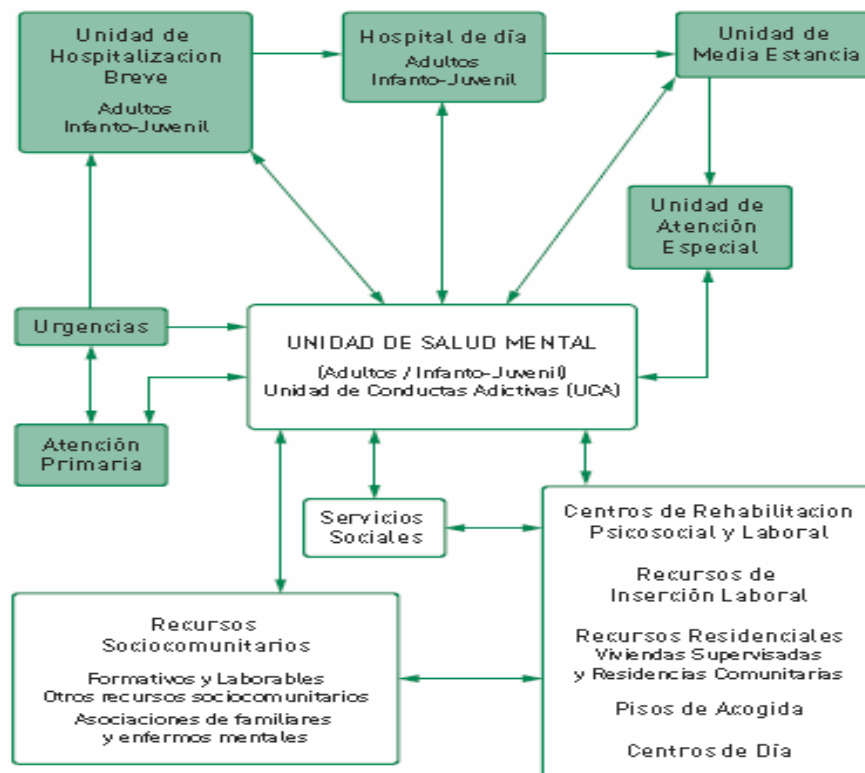 Unidad de
Hospitalizacion
Breve
Adultos
Infanto-Juvenil
Hospital de día
Adultos
Infanto-Juvenil
Unidad de
Media Estancia
Unidad de
Atención
Especial
Urgencias
UNIDAD DE SALUD MENTAL
(Adultos / Infanto-Juvenil)
Unidad de Conductas Adictivas (UCA)
Atención
Primaria
Servicios
Sociales
Centros de Rehabilitacion
Psicosocial y Laboral
Recursos de
Inserción Laboral
Recursos Residenciales
Viviendas Supervisadas
y Residencias Comunitarias
Pisos de Acogida
Centros de Día
Recursos
Sociocomunitarios
Formativos y Laborables
Otros recursos sociocomunitarios
Asociaciones de familiares
y enfermos mentales